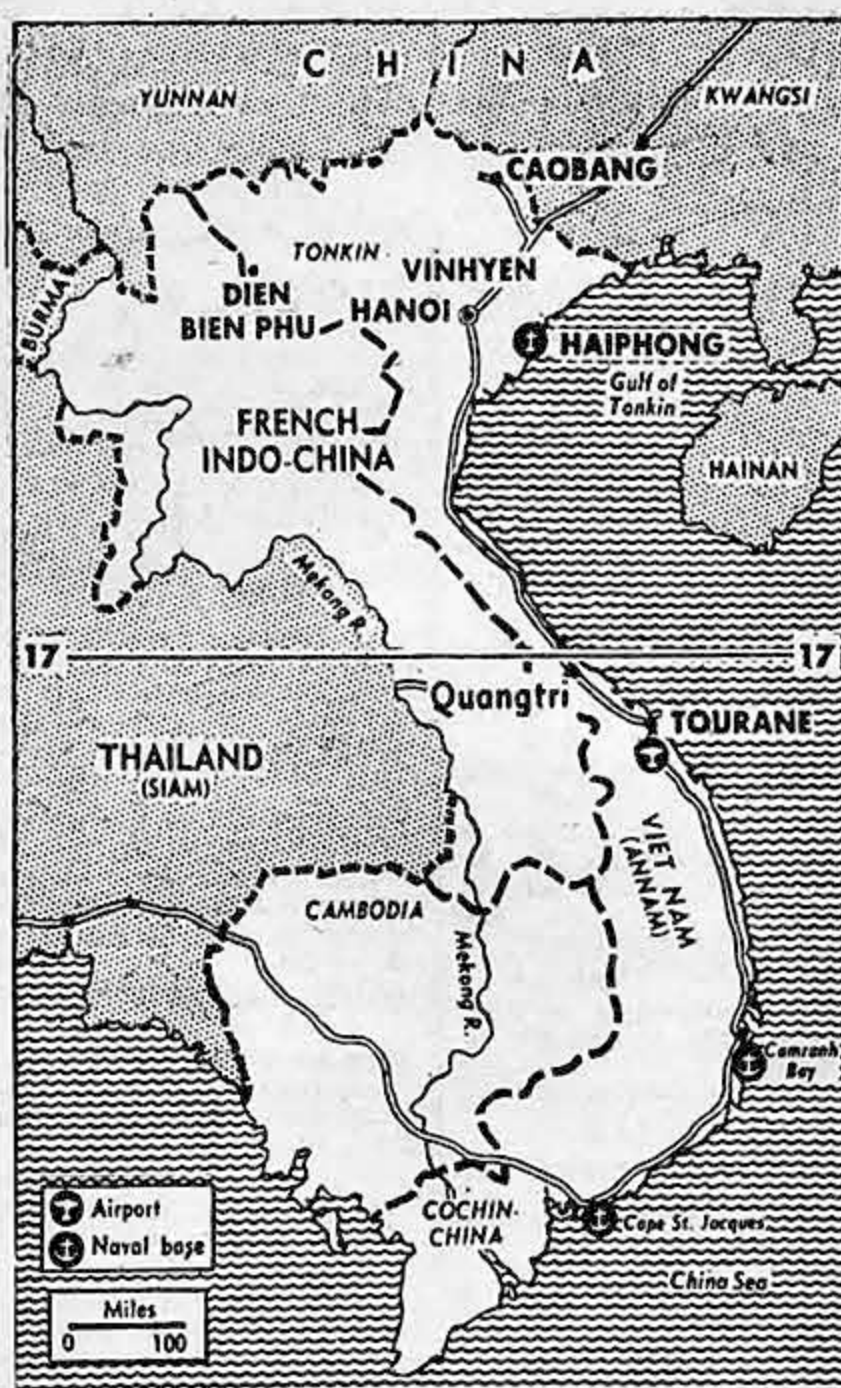 CHINA
YUNNAN
KWANGSI
CAOBANG
TONKIN
VINHYEN
BURMA
DIEN
BIEN PHU
HANOI
HAIPHONG
Gulf of
Tonkin
FRENCH
INDO-CHINA
HAINAN
Mekong R.
17
17
Quangtri
TOURANE
THAILAND
(SIAM)
VIET NAM
(ANNAM)
CAMBODIA
Mekong R.
Camranh
Bay
Airport
Naval base
COCHIN-
CHINA
Cape St. Jacques
China Sea
Miles
0 100